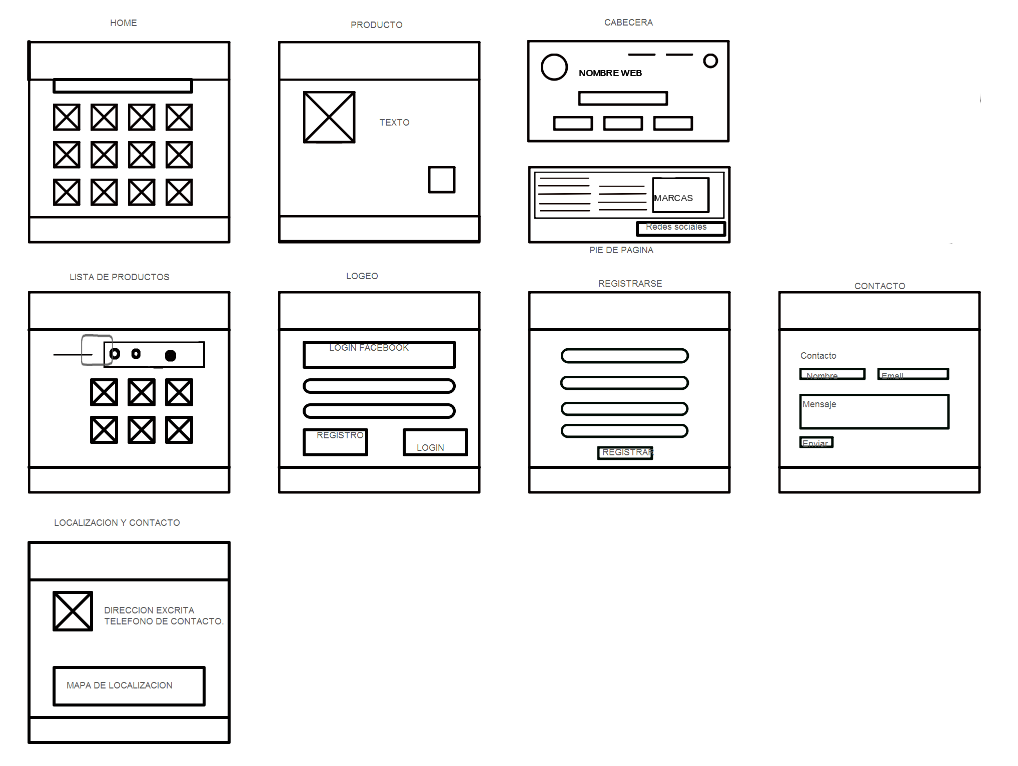 HOME
PRODUCTO
CABECERA
NOMBRE WEB
TEXTO
MARCAS
Redes sociales
PIE DE PAGINA
LISTA DE PRODUCTOS
LOGEO
REGISTRARSE
CONTACTO
LOGIN FACEBOOK
REGISTRO
LOGIN
REGISTRAR
Contacto
Nombre
Email
Mensaje
Enviar
LOCALIZACION Y CONTACTO
DIRECCION EXCRITA
TELEFONO DE CONTACTO.
MAPA DE LOCALIZACION